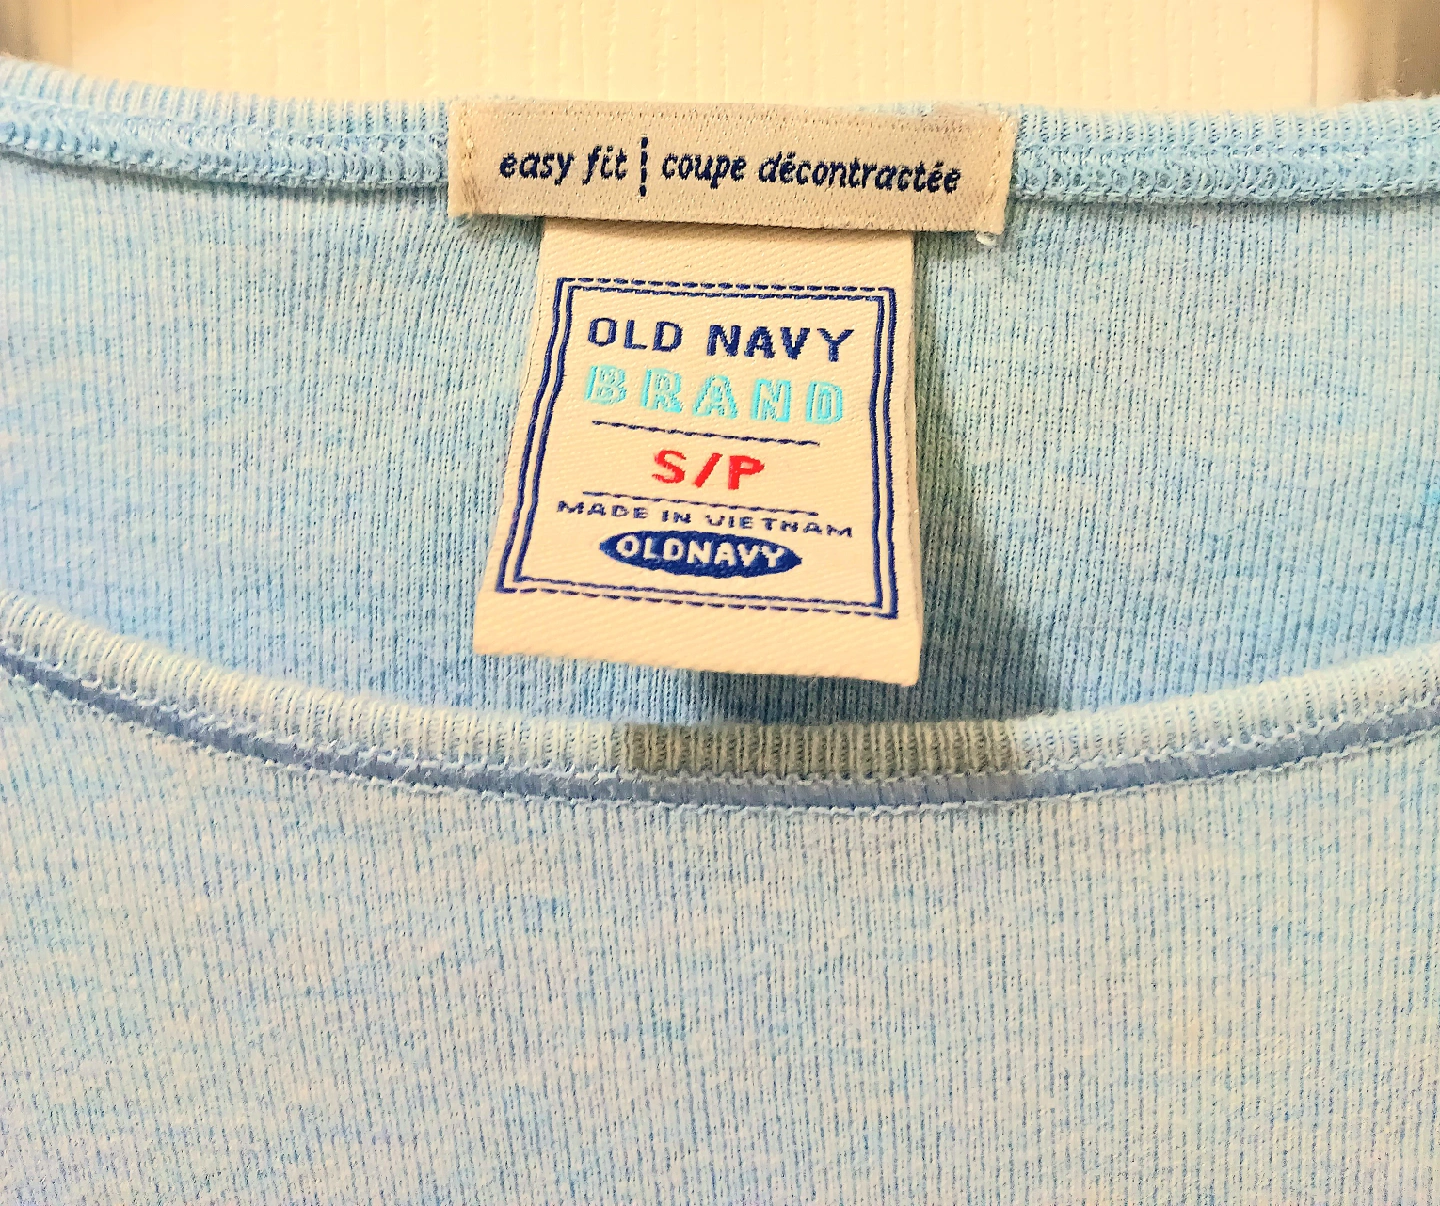 easy fit | coupe décontractée
OLD NAVY
BRAND
S/P
MADE IN VIETNAM
OLDNAVY